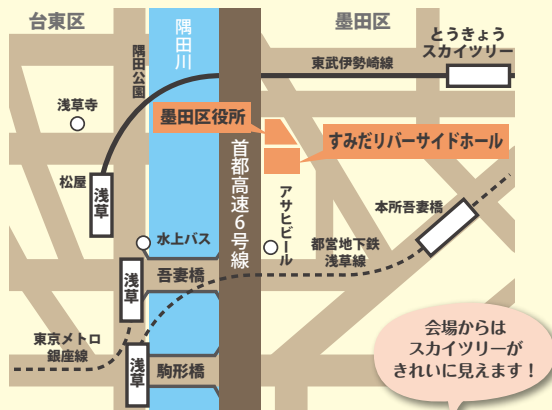 台東区
隅田川
墨田区
とうきょう
スカイツリー
隅田公園
東武伊勢崎線
浅草寺
墨田区役所
すみだリバーサイドホール
首都高速6号線
松屋
浅草
アサヒビール
本所吾妻橋
水上バス
都営地下鉄
浅草線
吾妻橋
浅草
東京メトロ
銀座線
浅草
駒形橋
会場からは
スカイツリーが
きれいに見えます！